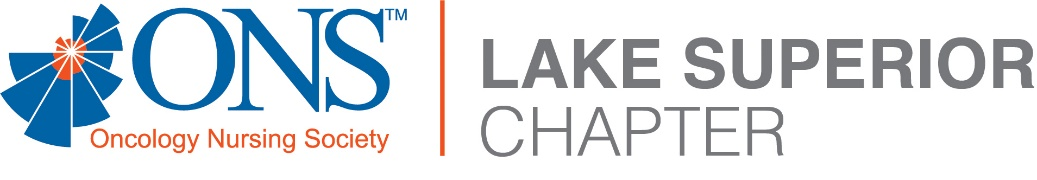 ONS™
Oncology Nursing Society
LAKE SUPERIOR
CHAPTER